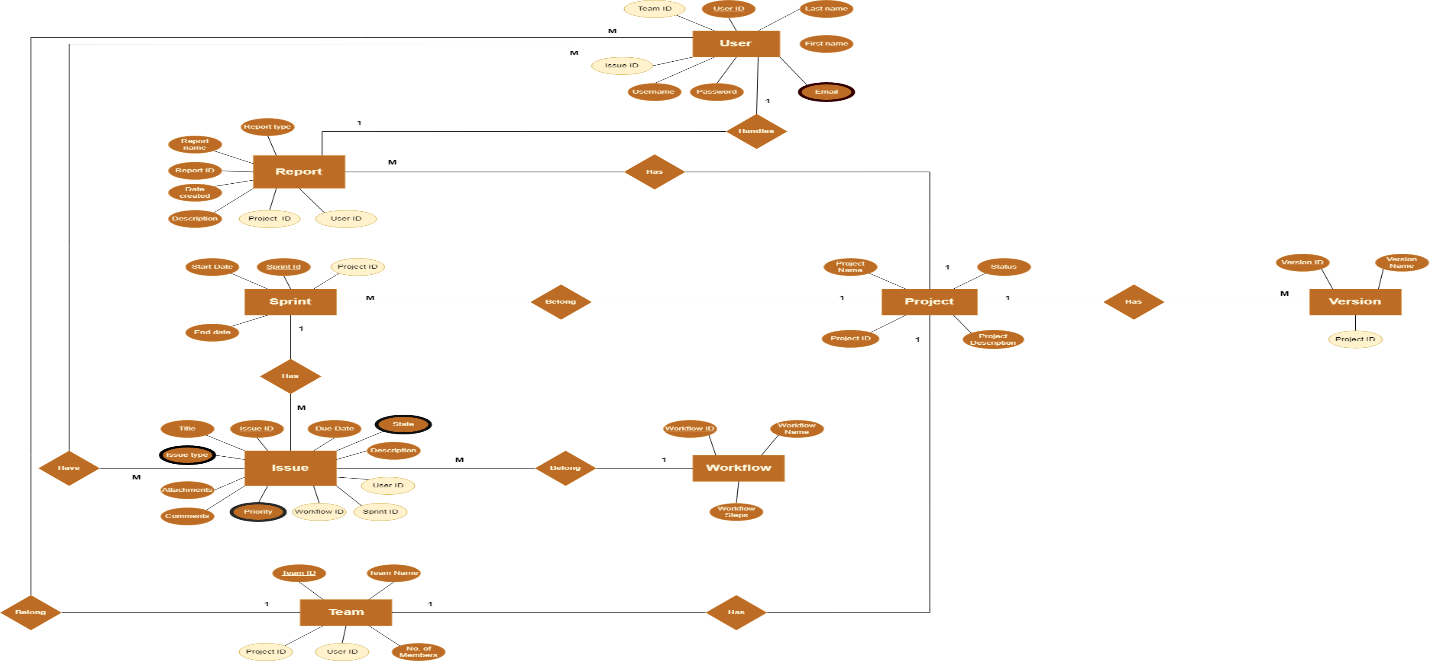 Team ID
User ID
Last name
M
User
First name
M
Issue ID
Username
Password
Email
1
1
Report type
Handles
Report
name
M
Report ID
Report
Has
Date
created
Description
Project ID
User ID
Start Date
Sprint Id
Project ID
Project
Name
1
Status
Version ID
Version
Name
M
Sprint
Belong
1
Project
1
Has
M
Version
End date
1
Project ID
1
Project
Description
Project ID
Has
M
Title
Issue ID
Due Date
State
Workflow ID
Workflow
Name
Issue type
Description
Have
M
Issue
M
Belong
1
Workflow
Attachments
User ID
Comments
Priority
Workflow ID
Sprint ID
Workflow
Steps
Team ID
Team Name
Belong
1
Team
1
Has
Project ID
User ID
No. of
Members